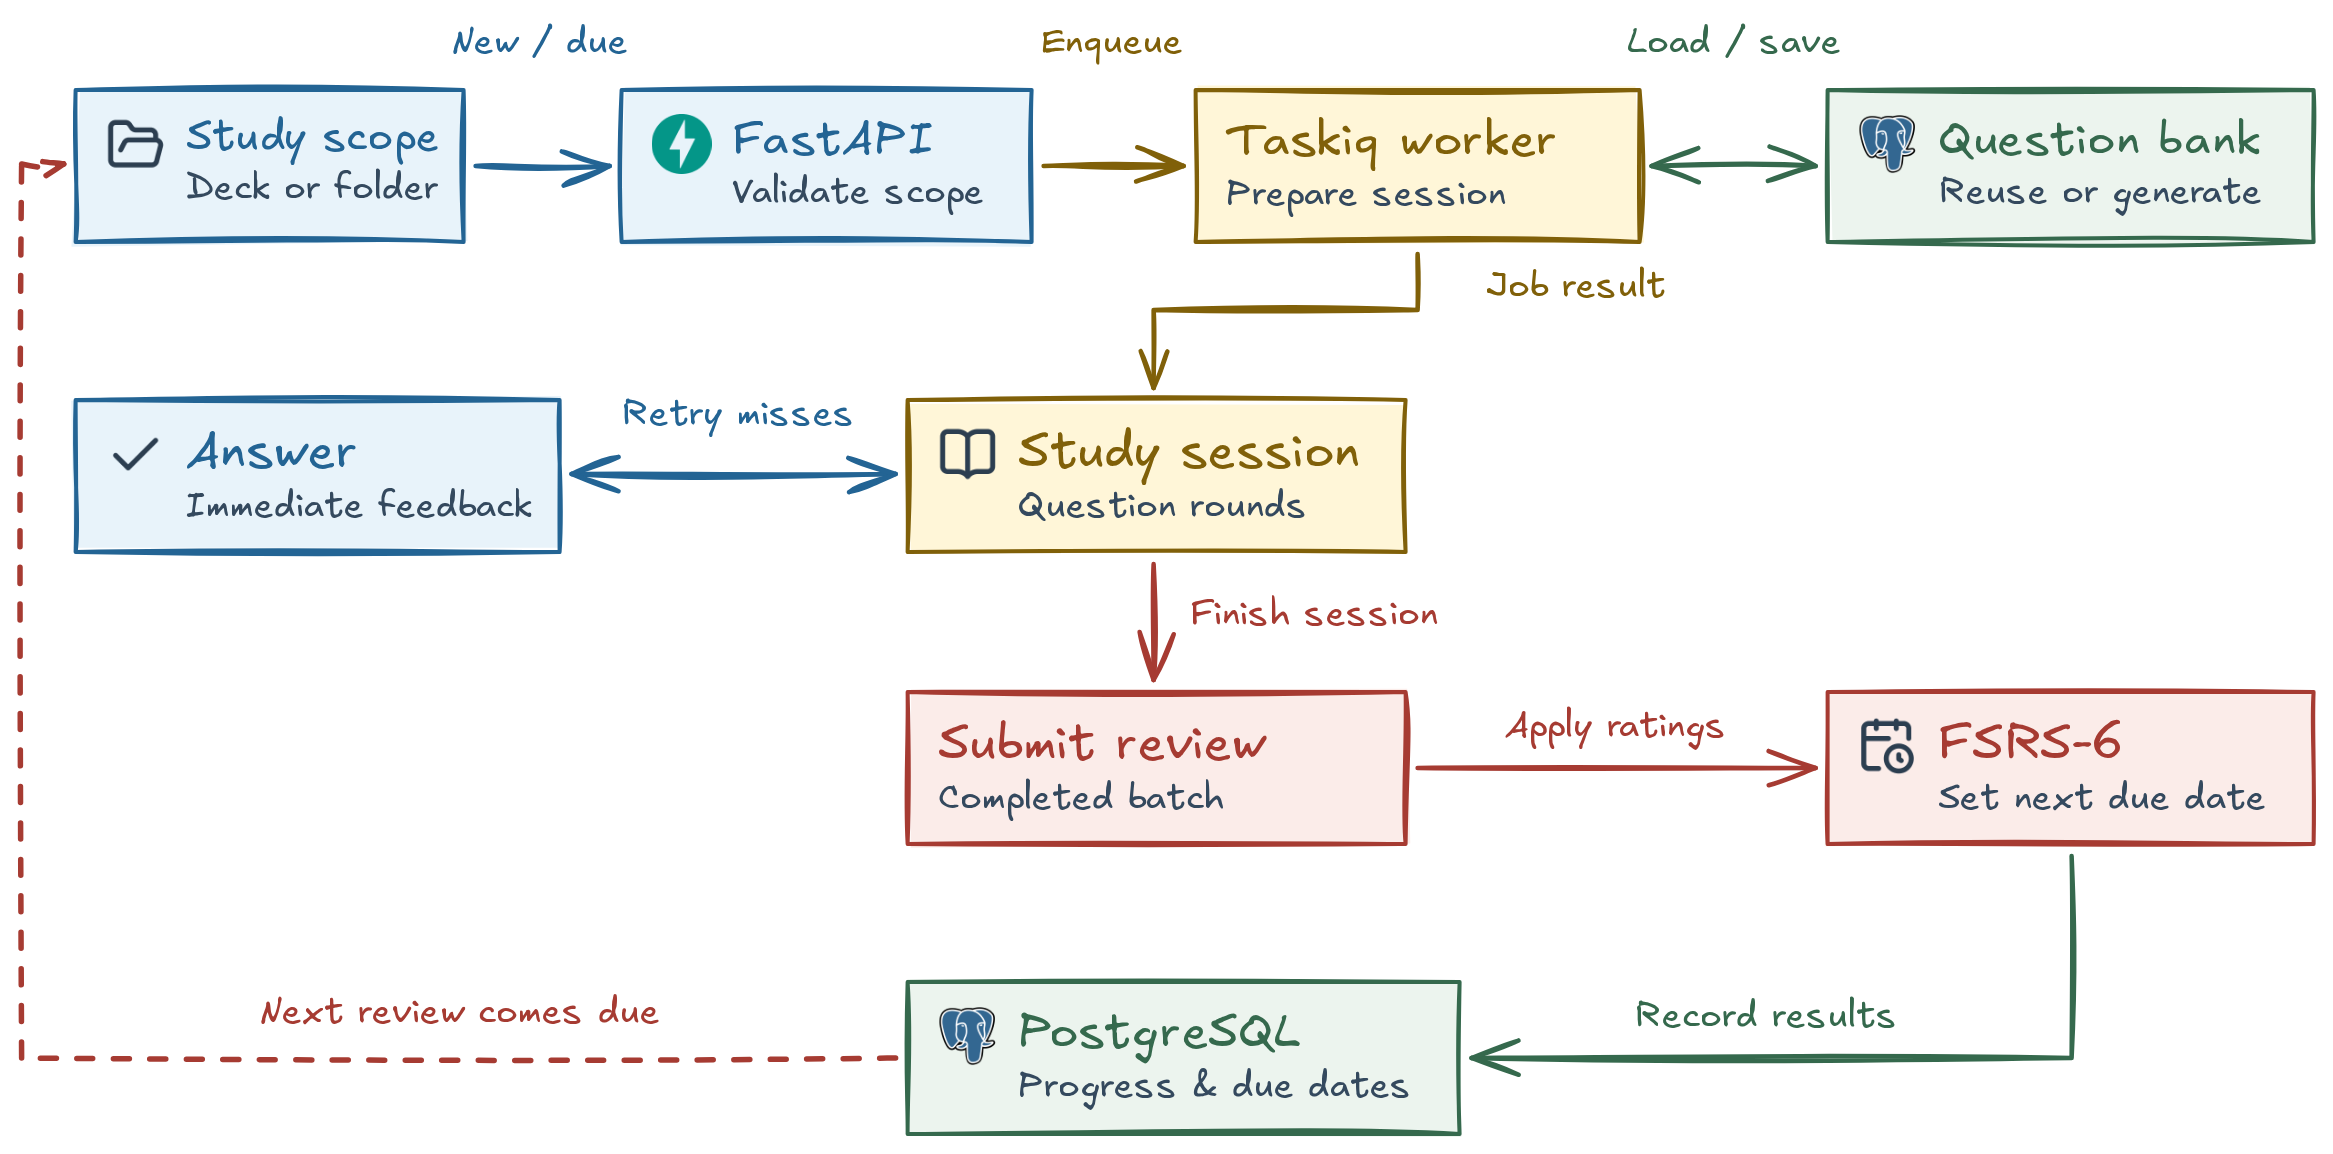 New / due
Enqueue
Load / save
Study scope
Deck or folder
FastAPI
Validate scope
Taskiq worker
Prepare session
Question bank
Reuse or generate
Job result
Answer
Immediate feedback
Retry misses
Study session
Question rounds
Finish session
Submit review
Completed batch
Apply ratings
FSRS-6
Set next due date
Next review comes due
PostgreSQL
Progress & due dates
Record results